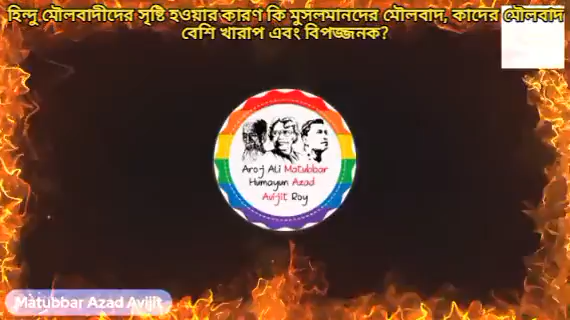 হিন্দু মৌলবাদীদের সৃষ্টি হওয়ার কারণ কি মুসলমানদের মৌলবাদ, কাদের মৌলবাদ
বেশি খারাপ এবং বিপজ্জনক?
Aroj Ali Matubbar
Humayun Azad
Avijit Roy
Matubbar Azad Avijit